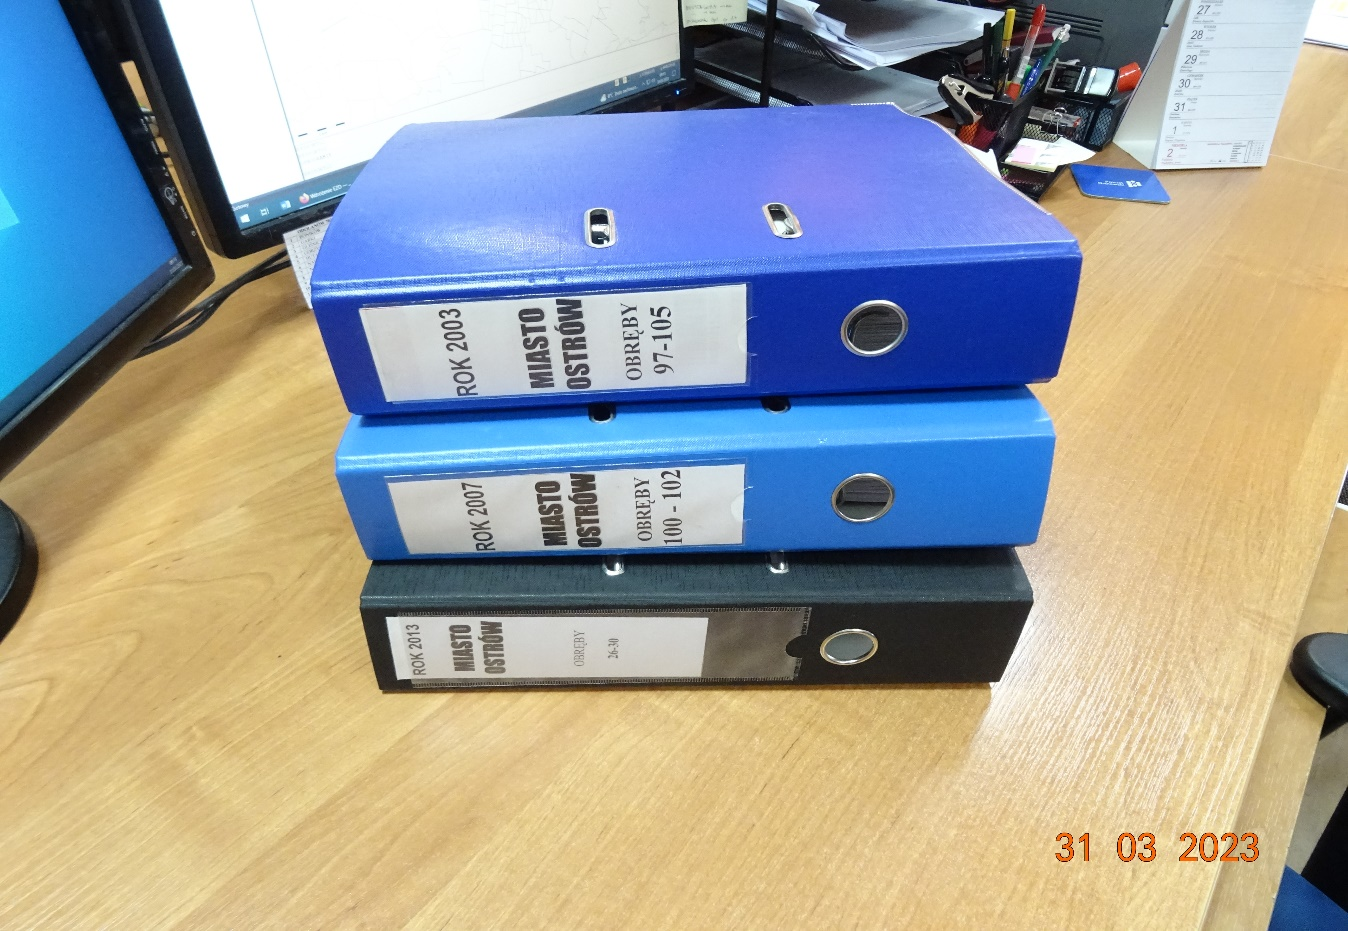 27
28
29
30
31
1
2
ROK 2003
MIASTO
OSTRÓW
OBRĘBY
97-105
ROK 2007
MIASTO
OSTRÓW
OBRĘBY
100 - 102
ROK 2013
MIASTO
OSTRÓW
OBRĘBY
26-30
31 03 2023